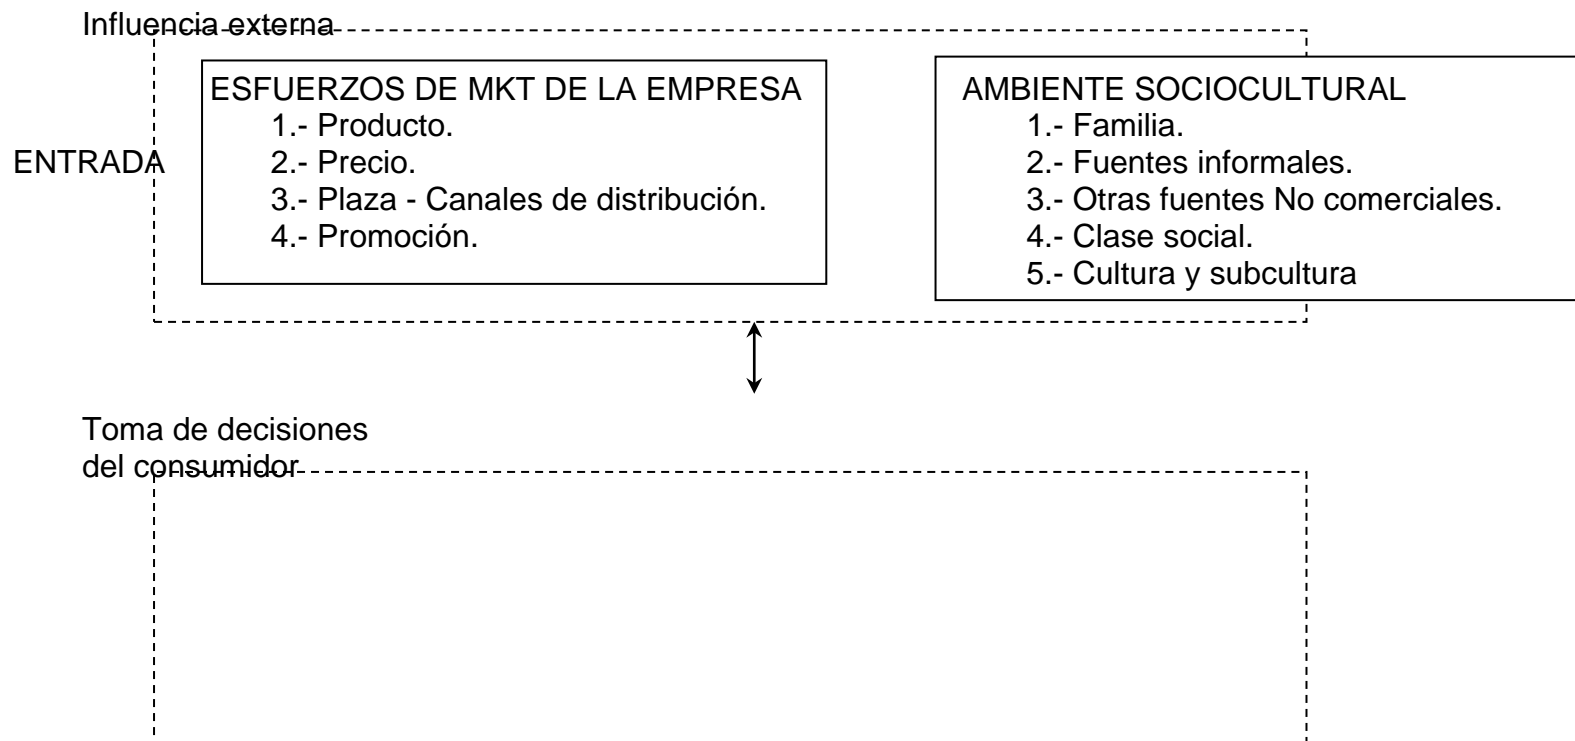 Influencia externa
ESFUERZOS DE MKT DE LA EMPRESA
1.- Producto.
2.- Precio.
3.- Plaza - Canales de distribución.
4.- Promoción.
AMBIENTE SOCIOCULTURAL
1.- Familia.
2.- Fuentes informales.
3.- Otras fuentes No comerciales.
4.- Clase social.
5.- Cultura y subcultura
ENTRADA
Toma de decisiones
del consumidor